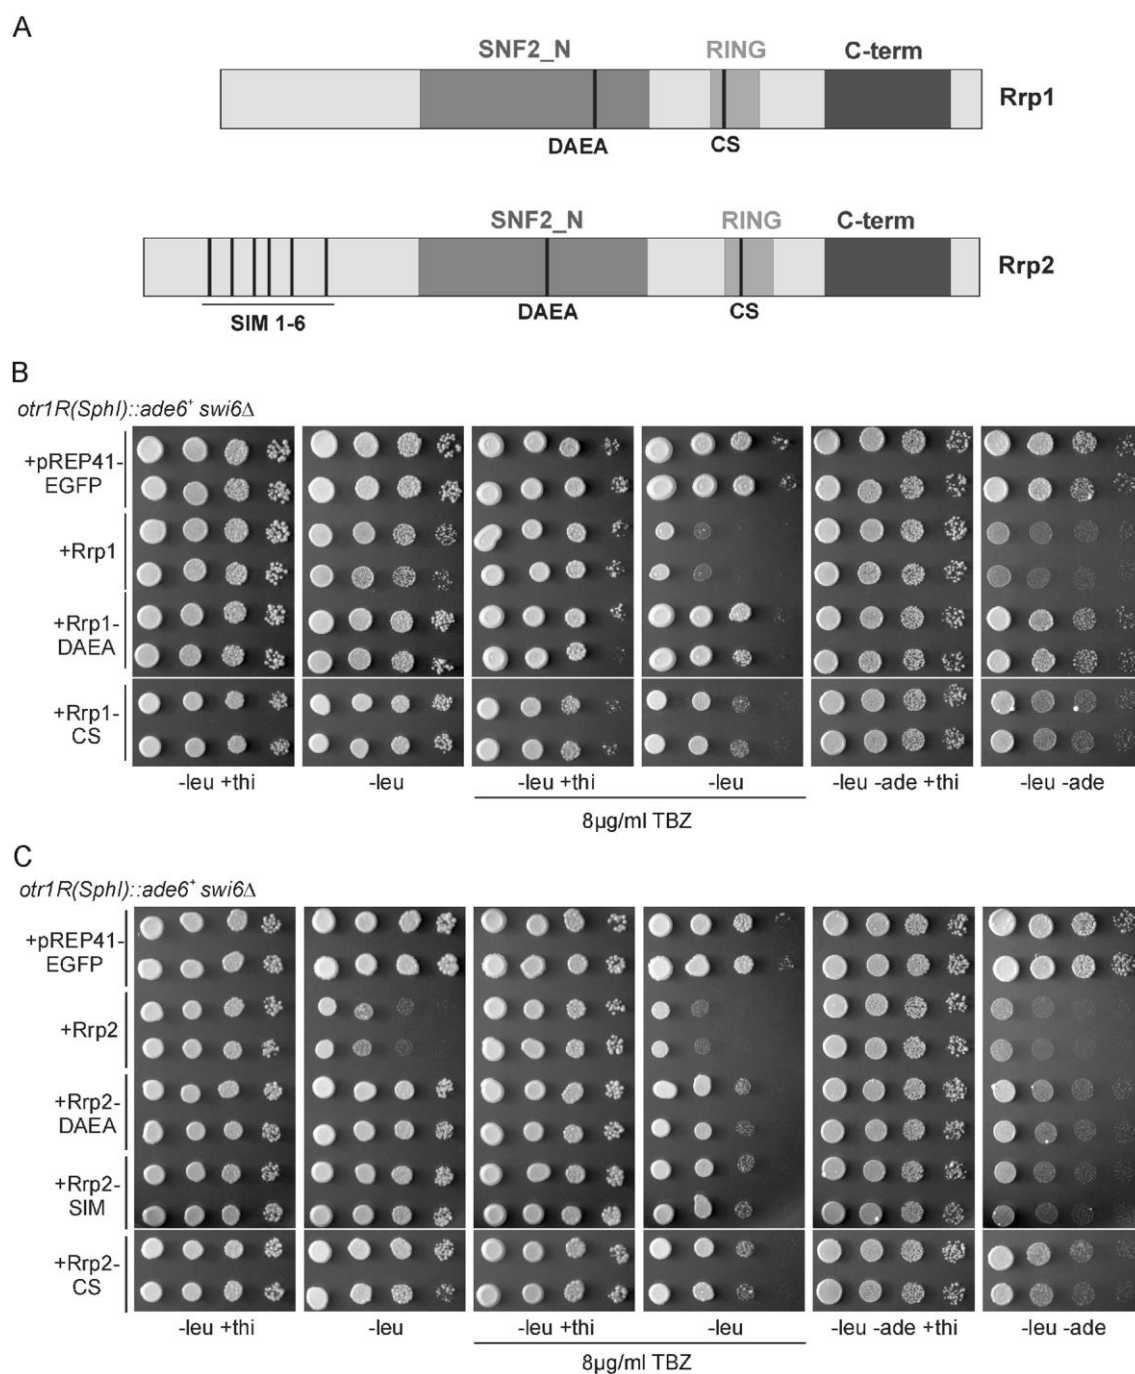 A
SNF2_N RING C-term
Rrp1
DAEA CS
SNF2_N RING C-term
Rrp2
DAEA CS
SIM 1-6
B
otr1R(SphI)::ade6⁺ swi6Δ
+pREP41-
EGFP
+Rrp1
+Rrp1-
DAEA
+Rrp1-
CS
-leu +thi -leu -leu +thi -leu -leu -ade +thi -leu -ade
8µg/ml TBZ
C
otr1R(SphI)::ade6⁺ swi6Δ
+pREP41-
EGFP
+Rrp2
+Rrp2-
DAEA
+Rrp2-
SIM
+Rrp2-
CS
-leu +thi -leu -leu +thi -leu -leu -ade +thi -leu -ade
8µg/ml TBZ